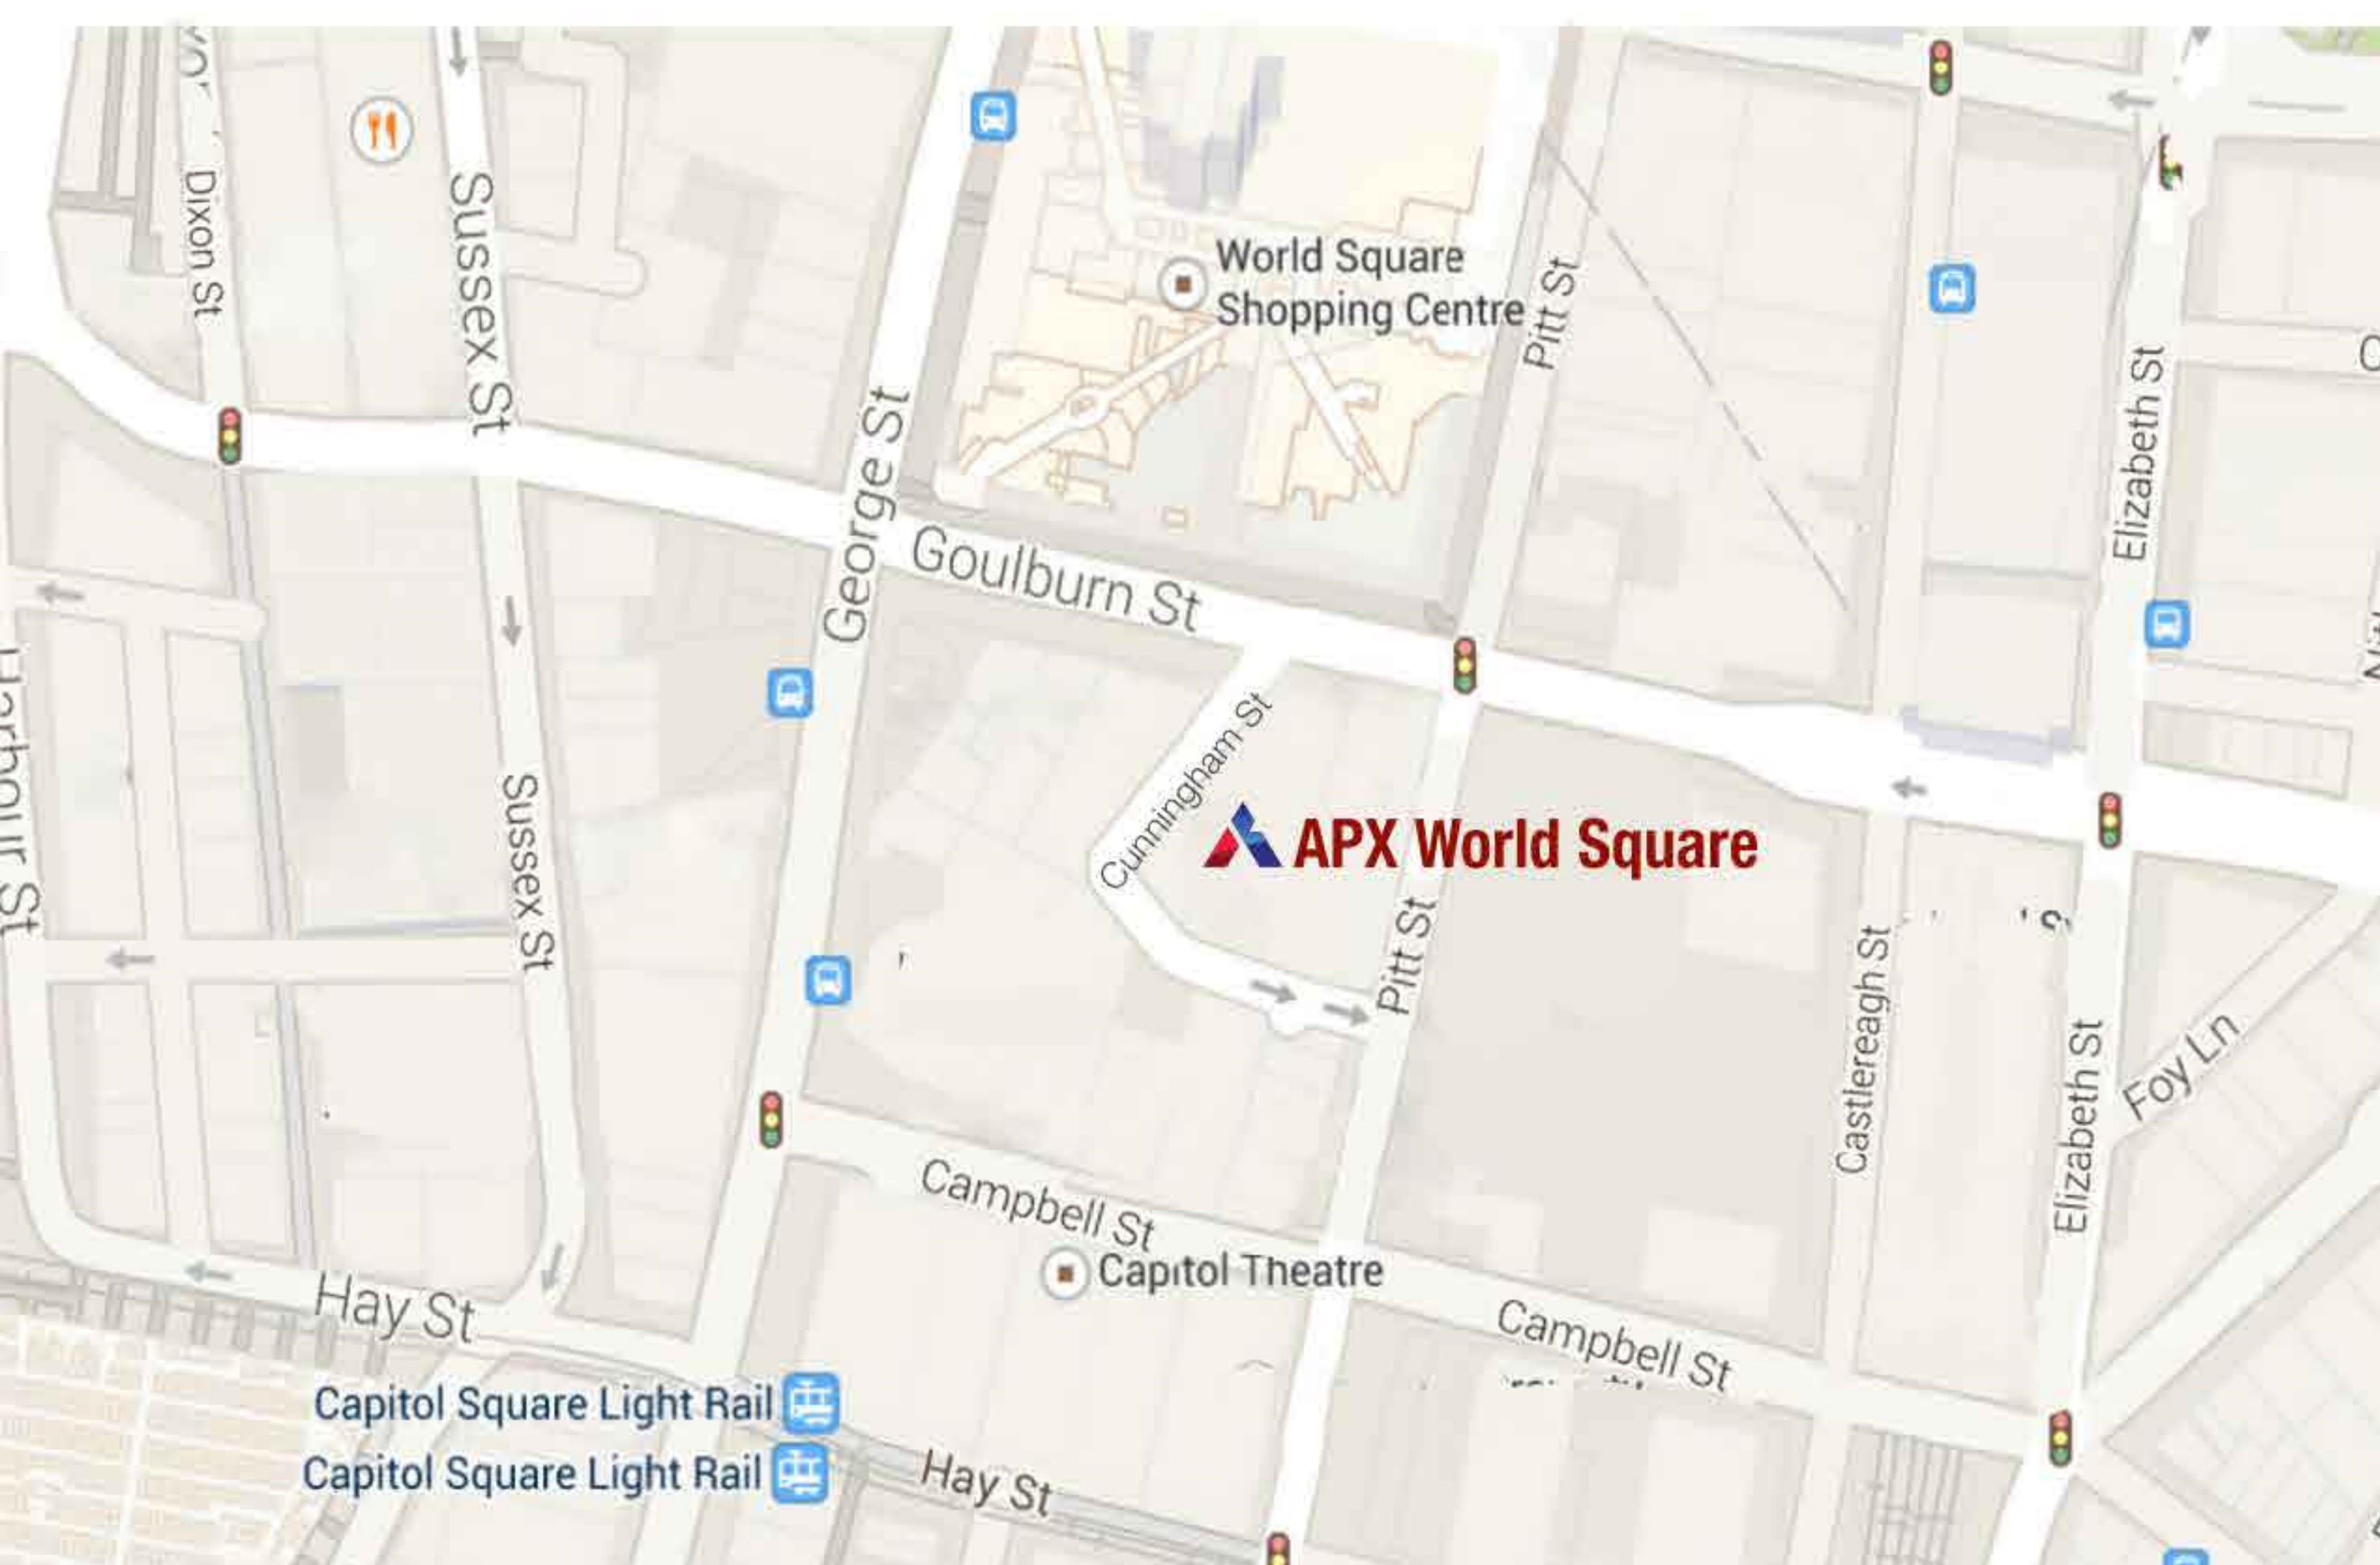 Dixon St
Sussex St
World Square
Shopping Centre
Pitt St
Elizabeth St
George St
Goulburn St
Cunningham St
Sussex St
APX World Square
Harbour St
Pitt St
Castlereagh St
Elizabeth St
Foy Ln
Campbell St
Capitol Theatre
Hay St
Campbell St
Capitol Square Light Rail
Capitol Square Light Rail
Hay St